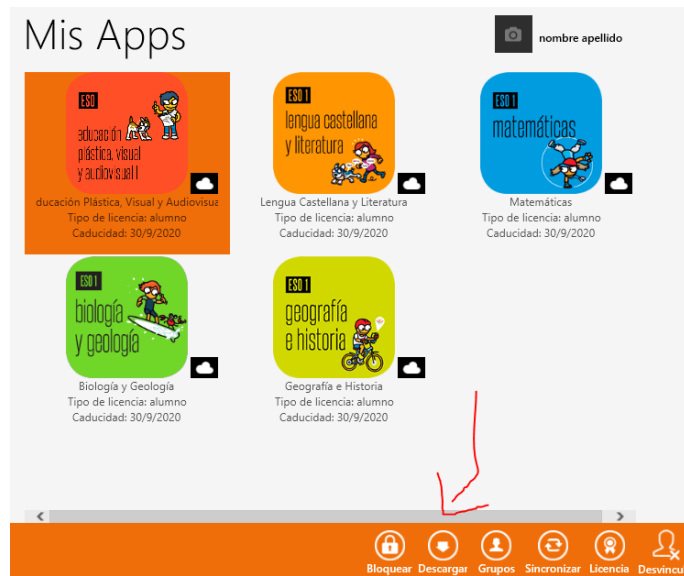 Mis Apps
nombre apellido
ESO
educación
plástica, visual
y audiovisual I
ducación Plástica, Visual y Audiovisua
Tipo de licencia: alumno
Caducidad: 30/9/2020
ESO 1
lengua castellana
y literatura
Lengua Castellana y Literatura
Tipo de licencia: alumno
Caducidad: 30/9/2020
ESO 1
matemáticas
Matemáticas
Tipo de licencia: alumno
Caducidad: 30/9/2020
ESO 1
biología
y geología
Biología y Geología
Tipo de licencia: alumno
Caducidad: 30/9/2020
ESO 1
geografía
e historia
Geografía e Historia
Tipo de licencia: alumno
Caducidad: 30/9/2020
Bloquear Descargar Grupos Sincronizar Licencia Desvincu